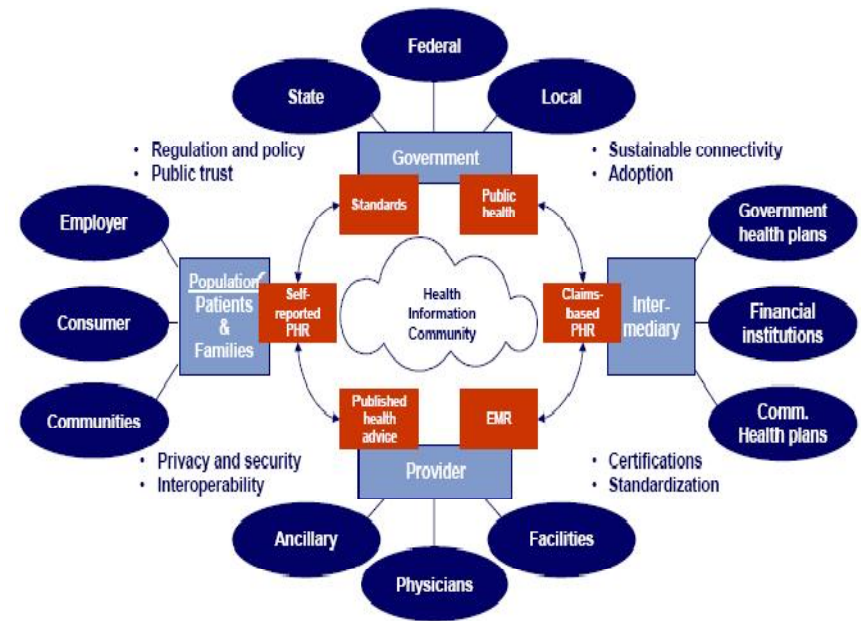 Federal
State
Local
Government
• Regulation and policy
• Public trust
• Sustainable connectivity
• Adoption
Standards
Public
health
Employer
Consumer
Communities
Population
Patients
&
Families
Self-
reported
PHR
Health
Information
Community
Claims-
based
PHR
Inter-
mediary
Government
health plans
Financial
institutions
Comm.
Health plans
Published
health
advice
EMR
Provider
• Privacy and security
• Interoperability
• Certifications
• Standardization
Ancillary
Physicians
Facilities